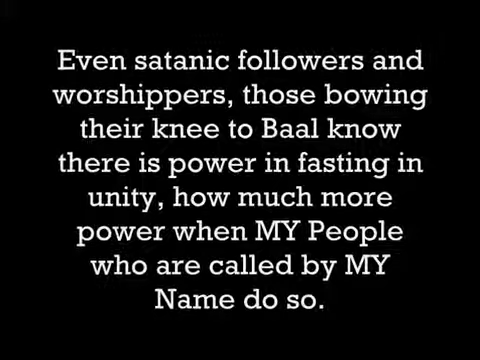 Even satanic followers and
worshippers, those bowing
their knee to Baal know
there is power in fasting in
unity, how much more
power when MY People
who are called by MY
Name do so.